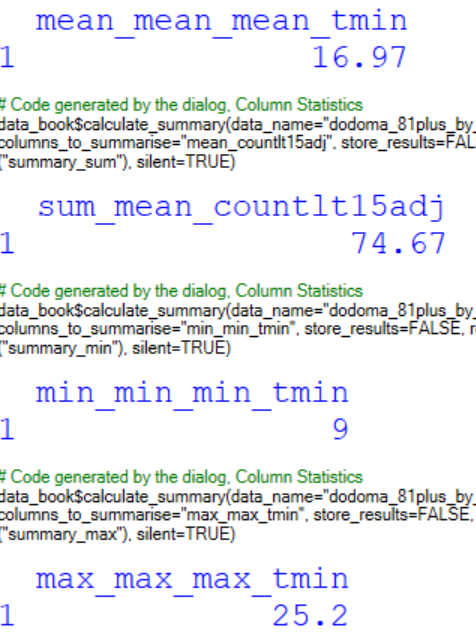 mean_mean_mean_tmin
1 16.97
# Code generated by the dialog, Column Statistics
data_book$calculate_summary(data_name="dodoma_81plus_by_
columns_to_summarise="mean_countlt15adj", store_results=FAL
("summary_sum"), silent=TRUE)
sum_mean_countlt15adj
1 74.67
# Code generated by the dialog, Column Statistics
data_book$calculate_summary(data_name="dodoma_81plus_by_
columns_to_summarise="min_min_tmin", store_results=FALSE, r
("summary_min"), silent=TRUE)
min_min_min_tmin
1 9
# Code generated by the dialog, Column Statistics
data_book$calculate_summary(data_name="dodoma_81plus_by_
columns_to_summarise="max_max_tmin", store_results=FALSE,
("summary_max"), silent=TRUE)
max_max_max_tmin
1 25.2